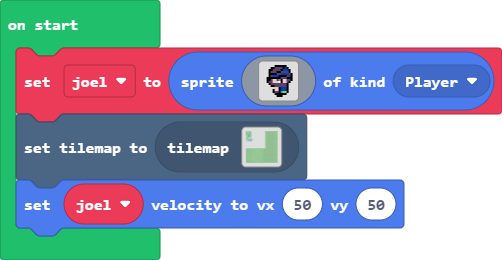 on start
set joel to sprite of kind Player
set tilemap to tilemap
set joel velocity to vx 50 vy 50